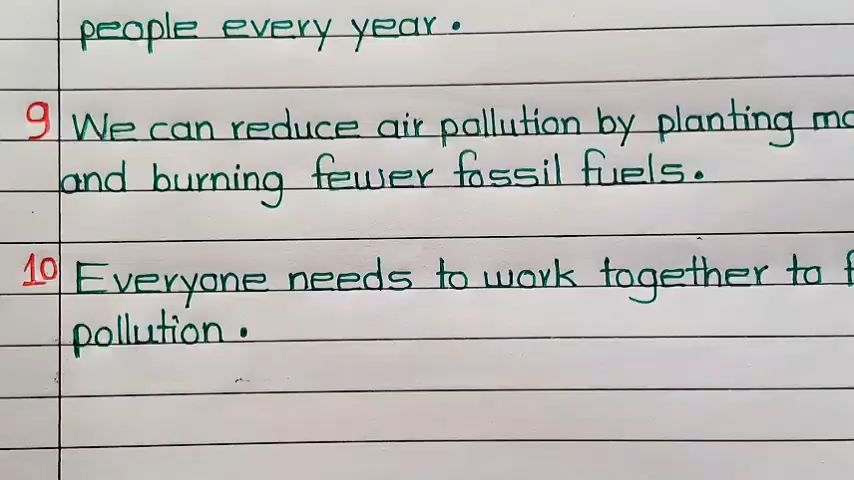 people every year.
9 We can reduce air pollution by planting
and burning fewer fossil fuels.
10 Everyone needs to work together to
pollution.